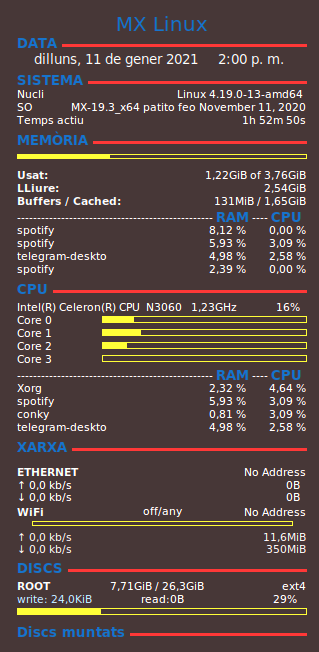 MX Linux
DATA
dilluns, 11 de gener 2021 2:00 p. m.
SISTEMA
Nucli Linux 4.19.0-13-amd64
SO MX-19.3_x64 patito feo November 11, 2020
Temps actiu 1h 52m 50s
MEMÒRIA
Usat: 1,22GiB of 3,76GiB
LLiure: 2,54GiB
Buffers / Cached: 131MiB / 1,65GiB
------------------------------------------------- RAM ---- CPU
spotify 8,12 % 0,00 %
spotify 5,93 % 3,09 %
telegram-deskto 4,98 % 2,58 %
spotify 2,39 % 0,00 %
CPU
Intel(R) Celeron(R) CPU N3060 1,23GHz 16%
Core 0
Core 1
Core 2
Core 3
------------------------------------------------- RAM ---- CPU
Xorg 2,32 % 4,64 %
spotify 5,93 % 3,09 %
conky 0,81 % 3,09 %
telegram-deskto 4,98 % 2,58 %
XARXA
ETHERNET No Address
↑ 0,0 kb/s 0B
↓ 0,0 kb/s 0B
WiFi off/any No Address
↑ 0,0 kb/s 11,6MiB
↓ 0,0 kb/s 350MiB
DISCS
ROOT 7,71GiB / 26,3GiB ext4
write: 24,0KiB read:0B 29%
Discs muntats